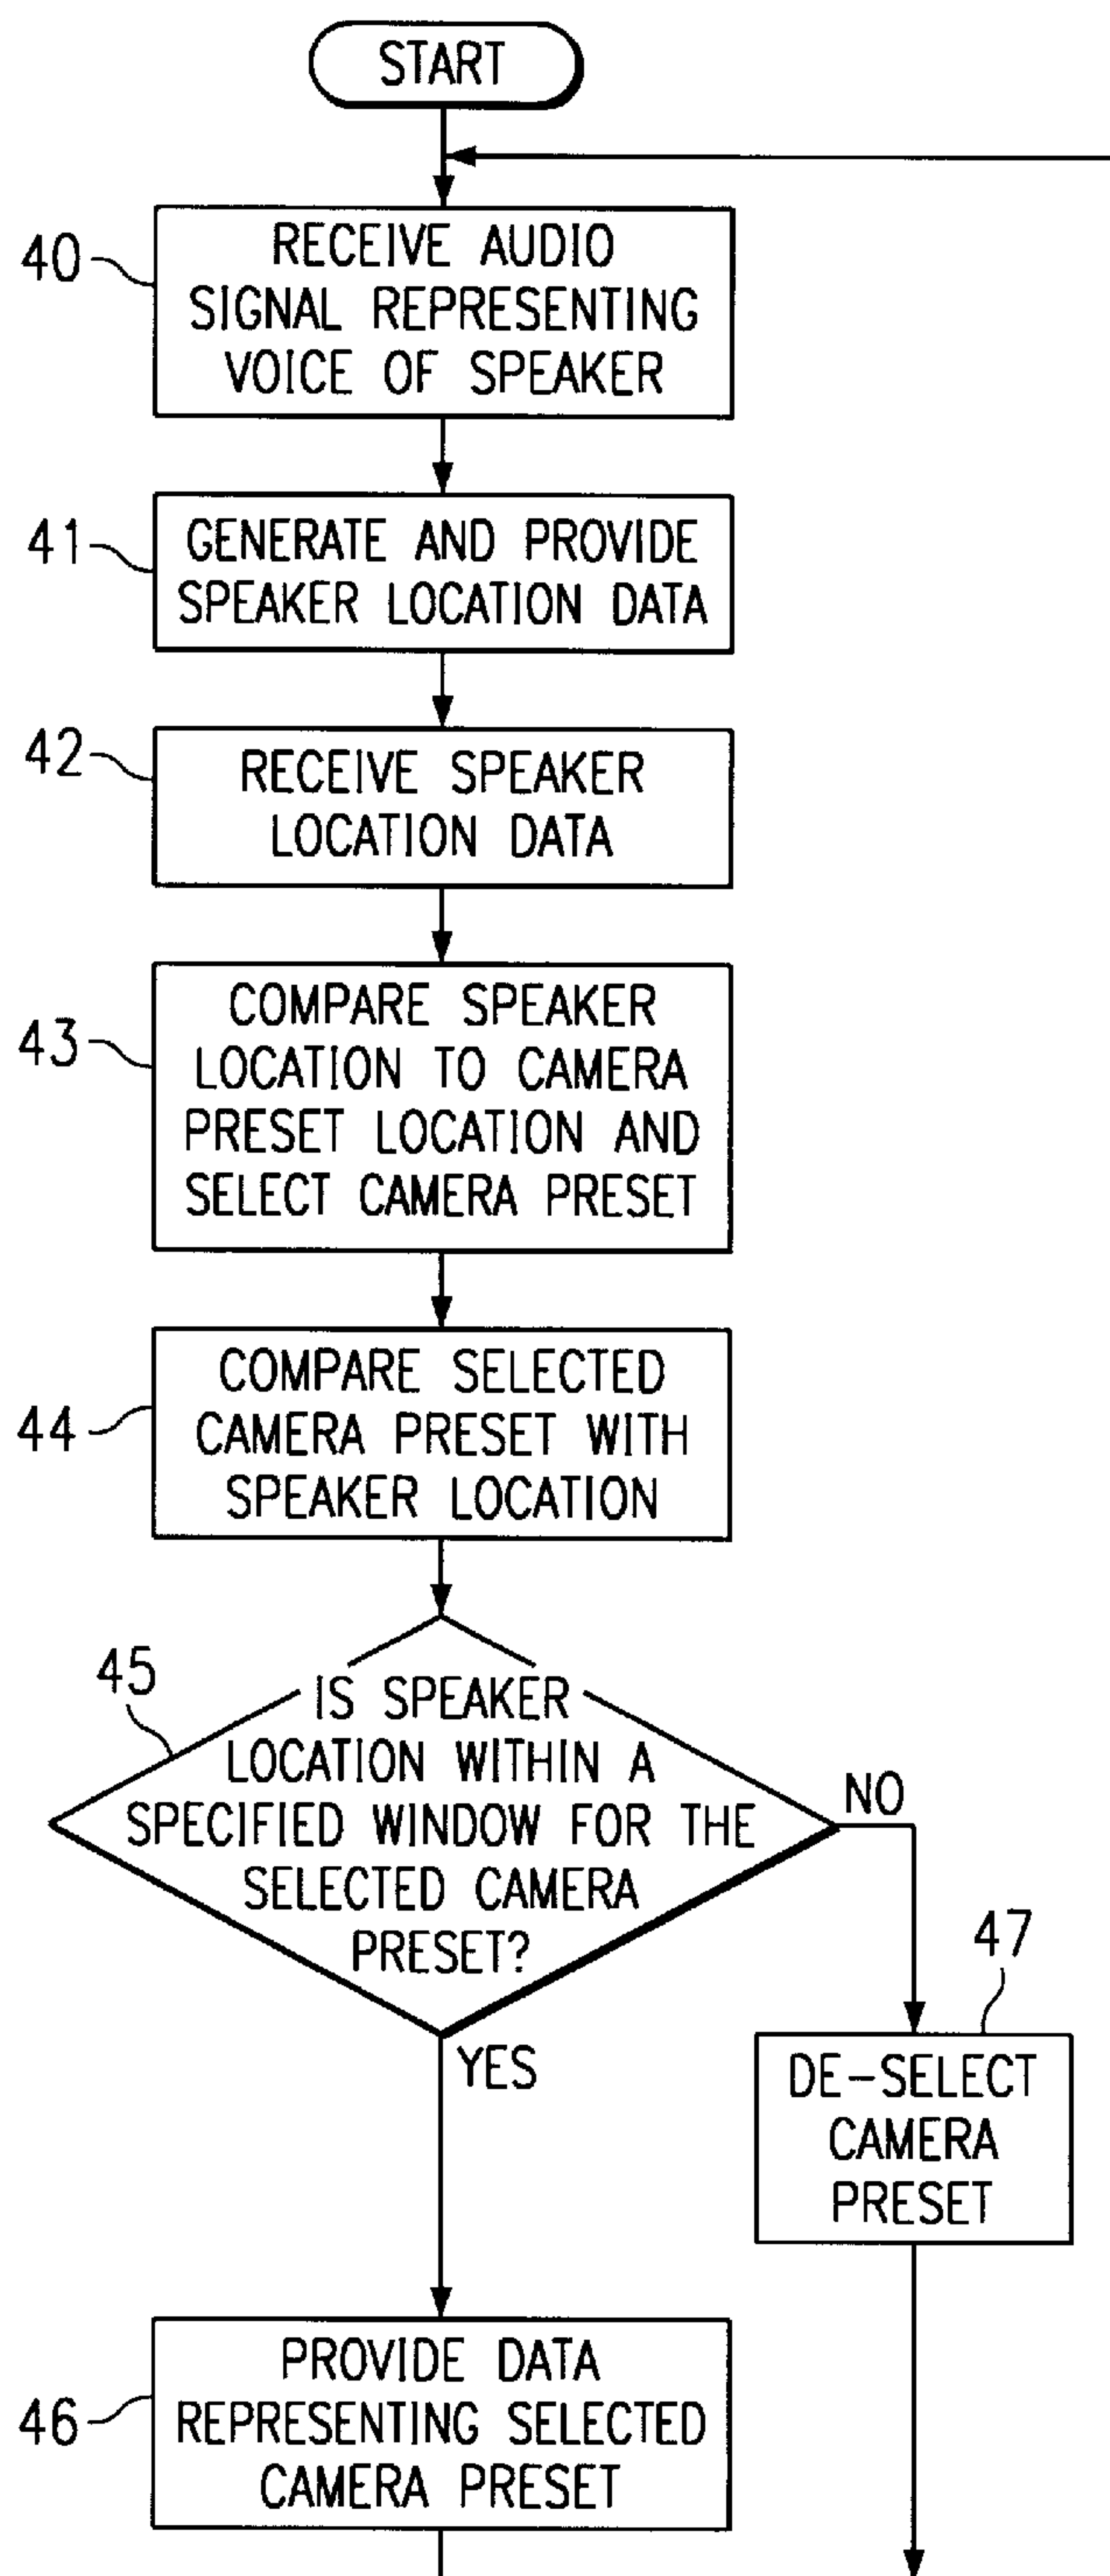 START
40
RECEIVE AUDIO
SIGNAL REPRESENTING
VOICE OF SPEAKER
41
GENERATE AND PROVIDE
SPEAKER LOCATION DATA
42
RECEIVE SPEAKER
LOCATION DATA
43
COMPARE SPEAKER
LOCATION TO CAMERA
PRESET LOCATION AND
SELECT CAMERA PRESET
44
COMPARE SELECTED
CAMERA PRESET WITH
SPEAKER LOCATION
45
IS SPEAKER
LOCATION WITHIN A
SPECIFIED WINDOW FOR THE
SELECTED CAMERA
PRESET?
NO
YES
47
DE-SELECT
CAMERA
PRESET
46
PROVIDE DATA
REPRESENTING SELECTED
CAMERA PRESET